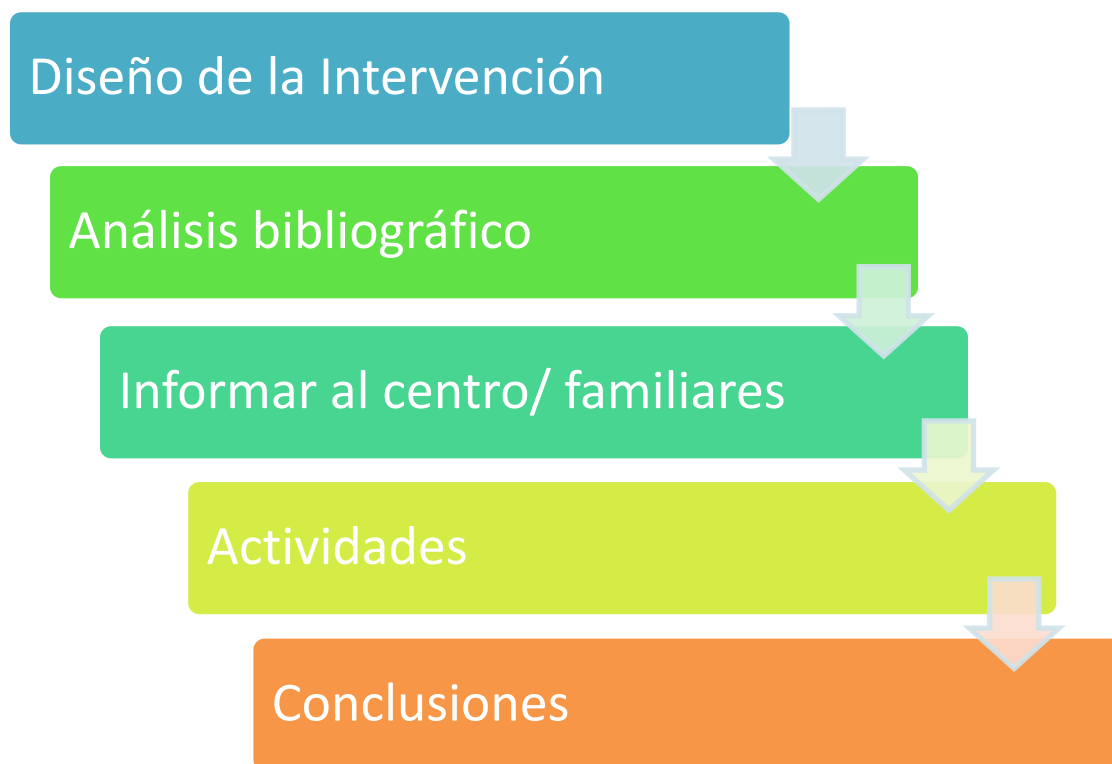 Diseño de la Intervención
Análisis bibliográfico
Informar al centro/ familiares
Actividades
Conclusiones